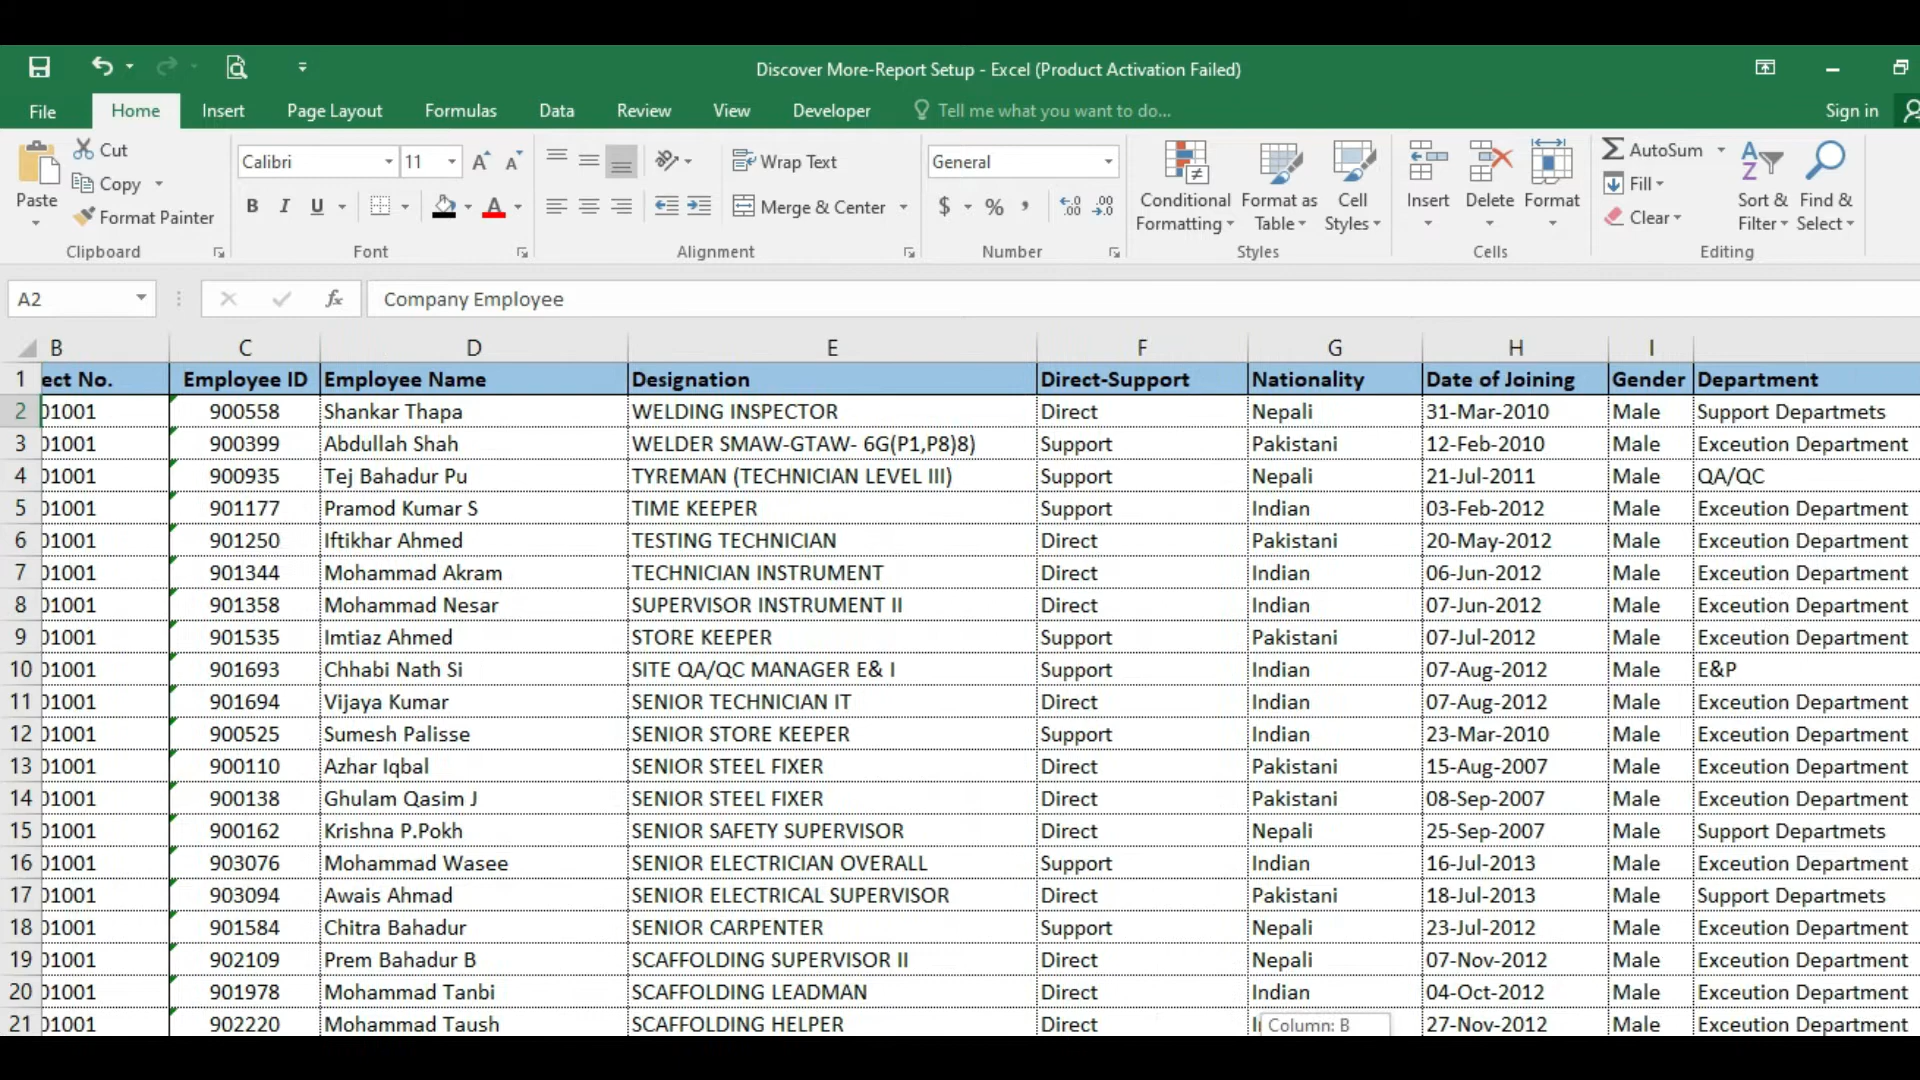 Discover More-Report Setup - Excel (Product Activation Failed)
File Home Insert Page Layout Formulas Data Review View Developer Tell me what you want to do... Sign in
Paste Cut Copy Format Painter Clipboard
Calibri 11 B I U A Font
Wrap Text Merge & Center Alignment
General $ % , Number
Conditional Formatting Format as Table Cell Styles Styles
Insert Delete Format Cells
AutoSum Fill Clear Sort & Filter Find & Select Editing
A2 fx Company Employee
B C D E F G H I
1 ect No. Employee ID Employee Name Designation Direct-Support Nationality Date of Joining Gender Department
2 01001 900558 Shankar Thapa WELDING INSPECTOR Direct Nepali 31-Mar-2010 Male Support Departmets
3 01001 900399 Abdullah Shah WELDER SMAW-GTAW- 6G(P1,P8)8) Support Pakistani 12-Feb-2010 Male Exceution Department
4 01001 900935 Tej Bahadur Pu TYREMAN (TECHNICIAN LEVEL III) Support Nepali 21-Jul-2011 Male QA/QC
5 01001 901177 Pramod Kumar S TIME KEEPER Support Indian 03-Feb-2012 Male Exceution Department
6 01001 901250 Iftikhar Ahmed TESTING TECHNICIAN Direct Pakistani 20-May-2012 Male Exceution Department
7 01001 901344 Mohammad Akram TECHNICIAN INSTRUMENT Direct Indian 06-Jun-2012 Male Exceution Department
8 01001 901358 Mohammad Nesar SUPERVISOR INSTRUMENT II Direct Indian 07-Jun-2012 Male Exceution Department
9 01001 901535 Imtiaz Ahmed STORE KEEPER Support Pakistani 07-Jul-2012 Male Exceution Department
10 01001 901693 Chhabi Nath Si SITE QA/QC MANAGER E& I Support Indian 07-Aug-2012 Male E&P
11 01001 901694 Vijaya Kumar SENIOR TECHNICIAN IT Direct Indian 07-Aug-2012 Male Exceution Department
12 01001 900525 Sumesh Palisse SENIOR STORE KEEPER Support Indian 23-Mar-2010 Male Exceution Department
13 01001 900110 Azhar Iqbal SENIOR STEEL FIXER Direct Pakistani 15-Aug-2007 Male Exceution Department
14 01001 900138 Ghulam Qasim J SENIOR STEEL FIXER Direct Pakistani 08-Sep-2007 Male Exceution Department
15 01001 900162 Krishna P.Pokh SENIOR SAFETY SUPERVISOR Direct Nepali 25-Sep-2007 Male Support Departmets
16 01001 903076 Mohammad Wasee SENIOR ELECTRICIAN OVERALL Support Indian 16-Jul-2013 Male Exceution Department
17 01001 903094 Awais Ahmad SENIOR ELECTRICAL SUPERVISOR Direct Pakistani 18-Jul-2013 Male Support Departmets
18 01001 901584 Chitra Bahadur SENIOR CARPENTER Support Nepali 23-Jul-2012 Male Exceution Department
19 01001 902109 Prem Bahadur B SCAFFOLDING SUPERVISOR II Direct Nepali 07-Nov-2012 Male Exceution Department
20 01001 901978 Mohammad Tanbi SCAFFOLDING LEADMAN Direct Indian 04-Oct-2012 Male Exceution Department
21 01001 902220 Mohammad Taush SCAFFOLDING HELPER Direct Column: B 27-Nov-2012 Male Exceution Department